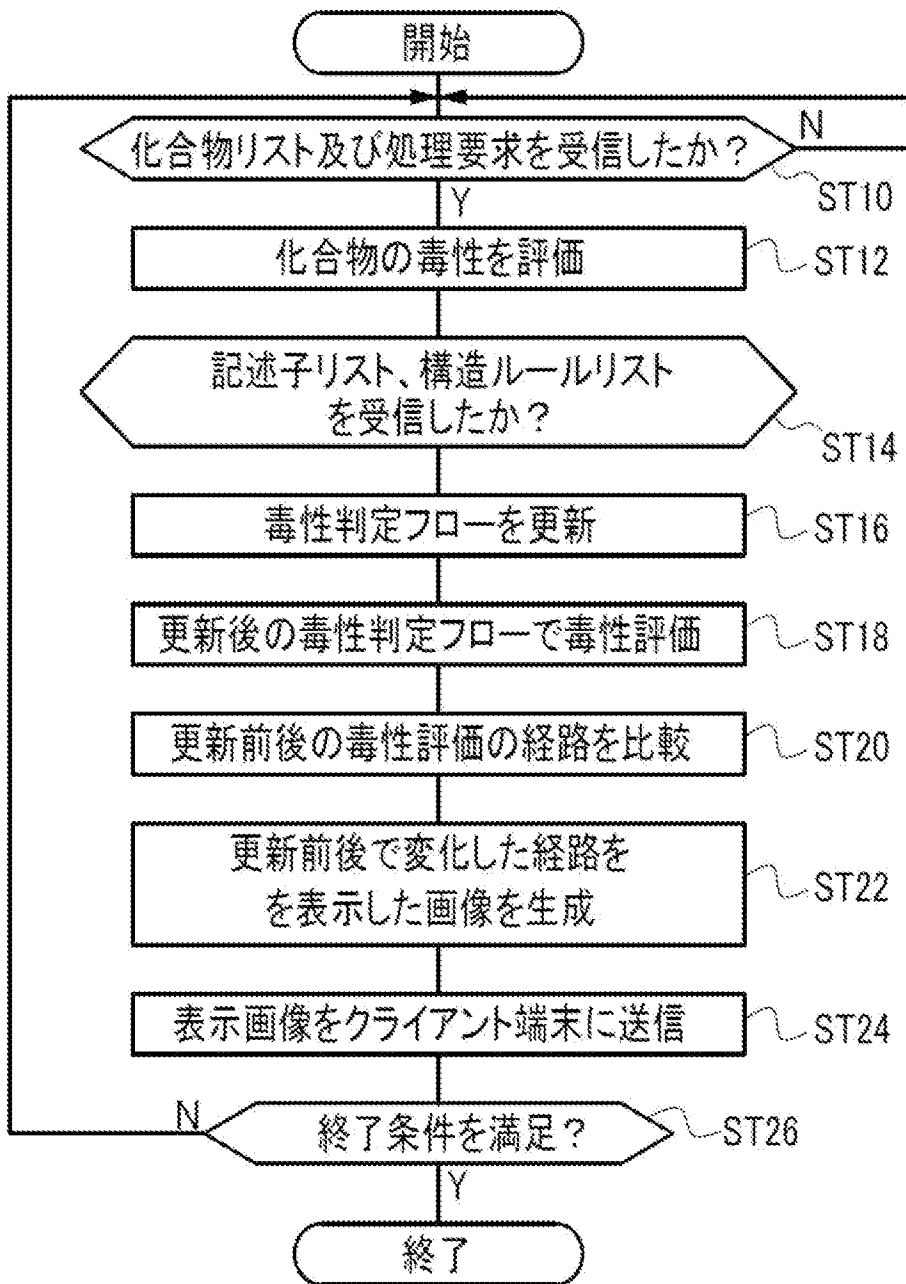 開始
化合物リスト及び処理要求を受信したか?
N
ST10
Y
化合物の毒性を評価
ST12
記述子リスト、構造ルールリスト
を受信したか?
ST14
毒性判定フローを更新
ST16
更新後の毒性判定フローで毒性評価
ST18
更新前後の毒性評価の経路を比較
ST20
更新前後で変化した経路を
を表示した画像を生成
ST22
表示画像をクライアント端末に送信
ST24
N
終了条件を満足?
ST26
Y
終了